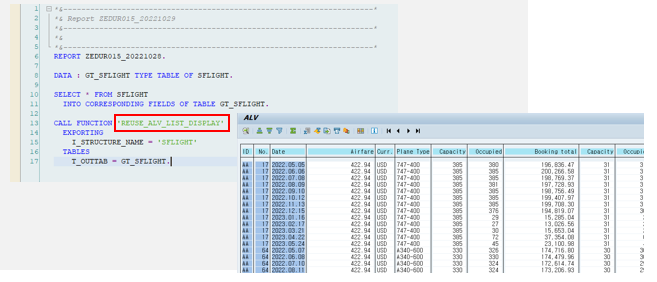 1 *&---------------------------------------------------------------------*
2 *& Report ZEDUR015_20221029
3 *&---------------------------------------------------------------------*
4 *&
5 *&---------------------------------------------------------------------*
6 REPORT ZEDUR015_20221028.
7
8 DATA : GT_SFLIGHT TYPE TABLE OF SFLIGHT.
9
10 SELECT * FROM SFLIGHT
11 INTO CORRESPONDING FIELDS OF TABLE GT_SFLIGHT.
12
13 CALL FUNCTION 'REUSE_ALV_LIST_DISPLAY'
14 EXPORTING
15 I_STRUCTURE_NAME = 'SFLIGHT'
16 TABLES
17 T_OUTTAB = GT_SFLIGHT.
ALV
ID No. Date Airfare Curr. Plane Type Capacity Occupied Booking total Capacity Occupie
AA 17 2022.05.05 422.94 USD 747-400 385 380 196,836.47 31
AA 17 2022.06.06 422.94 USD 747-400 385 385 200,266.58 31
AA 17 2022.07.08 422.94 USD 747-400 385 385 198,769.37 31
AA 17 2022.08.09 422.94 USD 747-400 385 381 197,728.93 31
AA 17 2022.09.10 422.94 USD 747-400 385 385 198,756.49 31
AA 17 2022.10.12 422.94 USD 747-400 385 385 199,407.97 31
AA 17 2022.11.13 422.94 USD 747-400 385 385 199,708.30 31
AA 17 2022.12.15 422.94 USD 747-400 385 376 194,819.07 31
AA 17 2023.01.16 422.94 USD 747-400 385 29 15,285.04 31
AA 17 2023.02.17 422.94 USD 747-400 385 27 13,026.56 31
AA 17 2023.03.21 422.94 USD 747-400 385 30 15,653.04 31
AA 17 2023.04.22 422.94 USD 747-400 385 72 37,354.08 31
AA 17 2023.05.24 422.94 USD 747-400 385 45 23,100.98 31
AA 64 2022.05.07 422.94 USD A340-600 330 326 174,716.80 30
AA 64 2022.06.08 422.94 USD A340-600 330 330 174,479.96 30
AA 64 2022.07.10 422.94 USD A340-600 330 324 172,614.74 30
AA 64 2022.08.11 422.94 USD A340-600 330 324 173,206.93 30